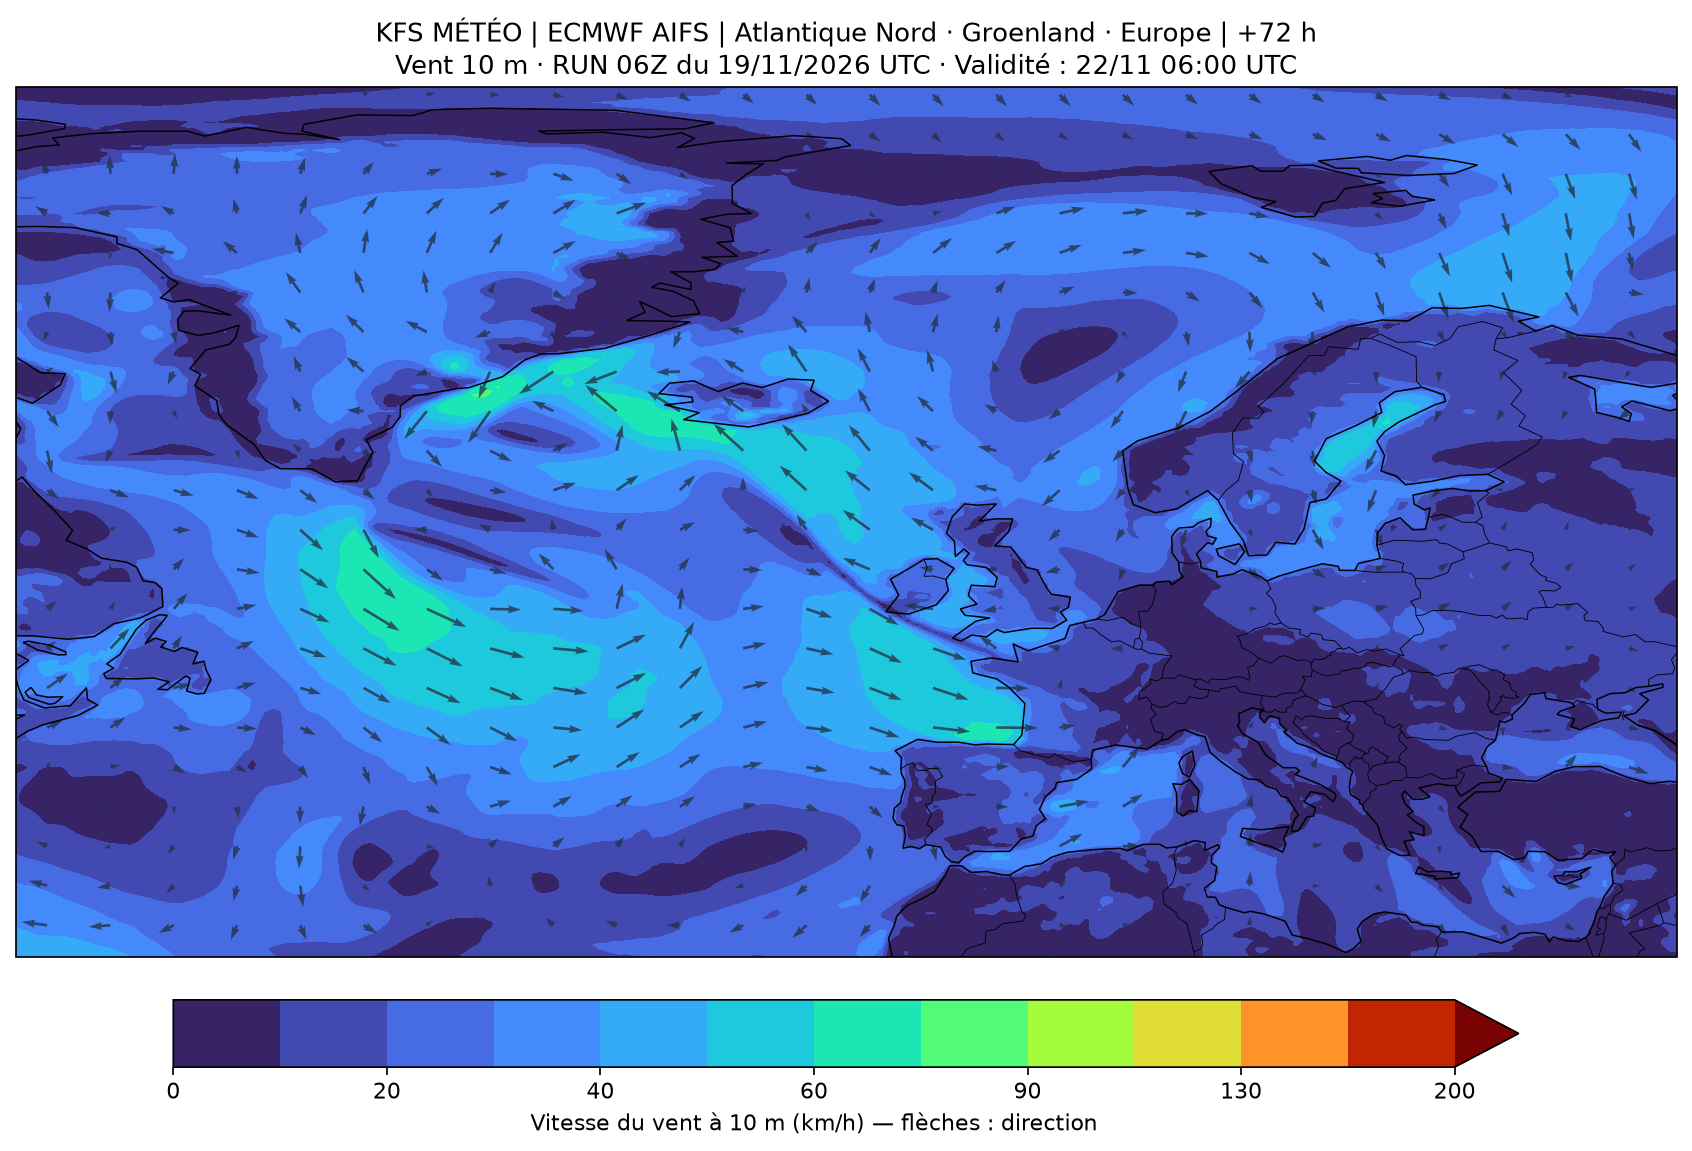 KFS MÉTÉO | ECMWF AIFS | Atlantique Nord · Groenland · Europe | +72 h
Vent 10 m · RUN 06Z du 19/11/2026 UTC · Validité : 22/11 06:00 UTC
0 20 40 60 90 130 200
Vitesse du vent à 10 m (km/h) — flèches : direction